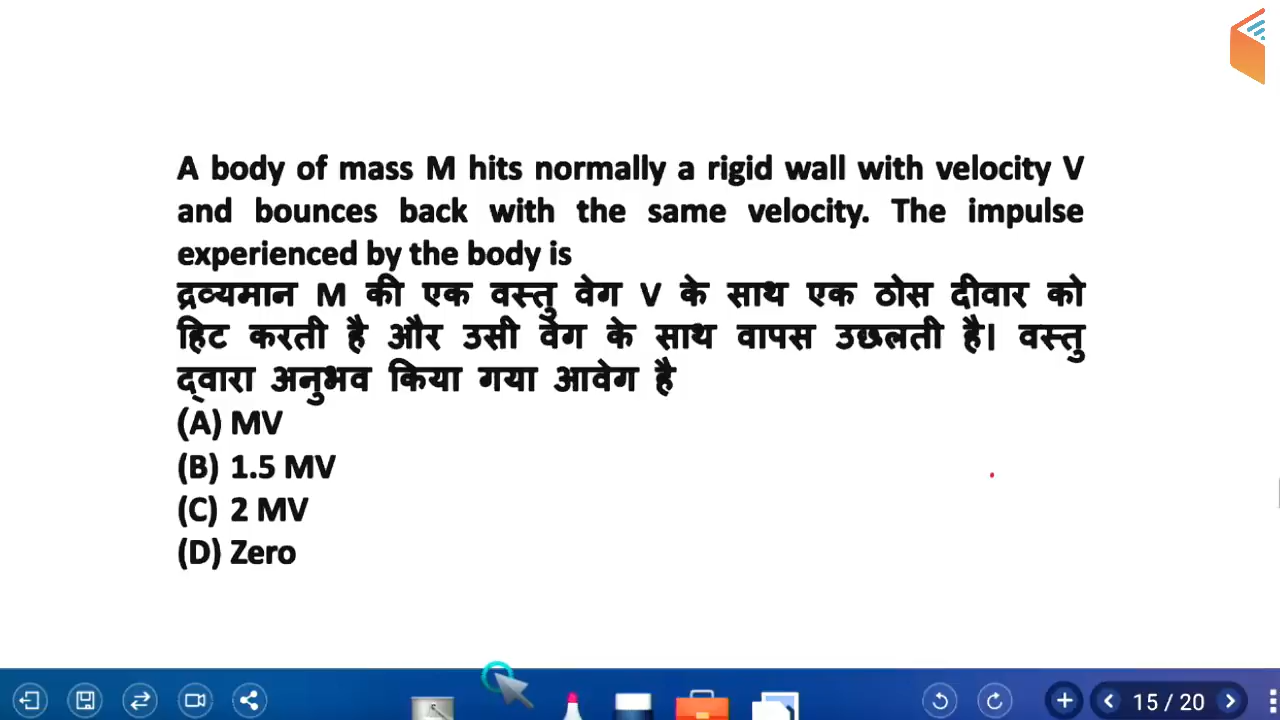 A body of mass M hits normally a rigid wall with velocity V
and bounces back with the same velocity. The impulse
experienced by the body is
द्रव्यमान M की एक वस्तु वेग V के साथ एक ठोस दीवार को
हिट करती है और उसी वेग के साथ वापस उछलती है। वस्तु
द्वारा अनुभव किया गया आवेग है
(A) MV
(B) 1.5 MV
(C) 2 MV
(D) Zero
15 / 20